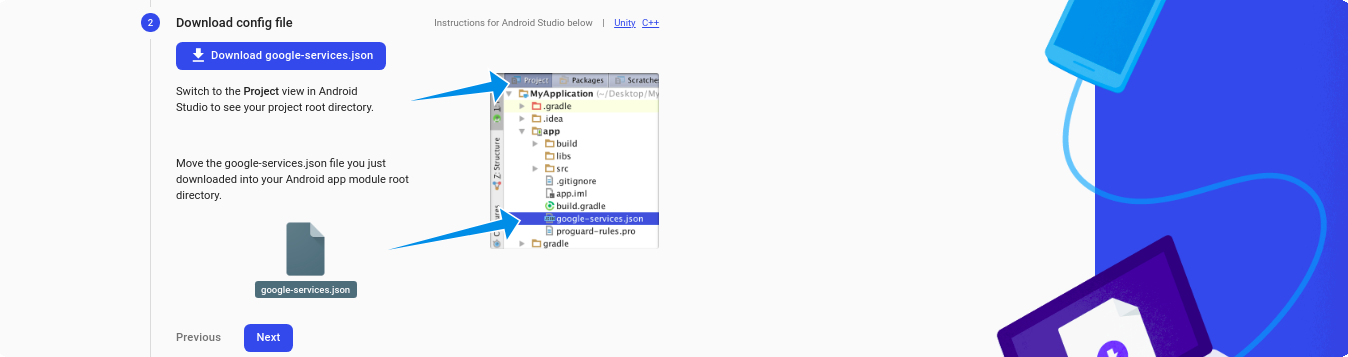 2 Download config file
Instructions for Android Studio below | Unity C++
Download google-services.json
Switch to the Project view in Android
Studio to see your project root directory.
Move the google-services.json file you just
downloaded into your Android app module root
directory.
google-services.json
Project Packages Scratche
MyApplication (~/Desktop/My
.gradle
.idea
app
build
libs
src
.gitignore
app.iml
build.gradle
google-services.json
proguard-rules.pro
gradle
Z: Structure
Previous Next